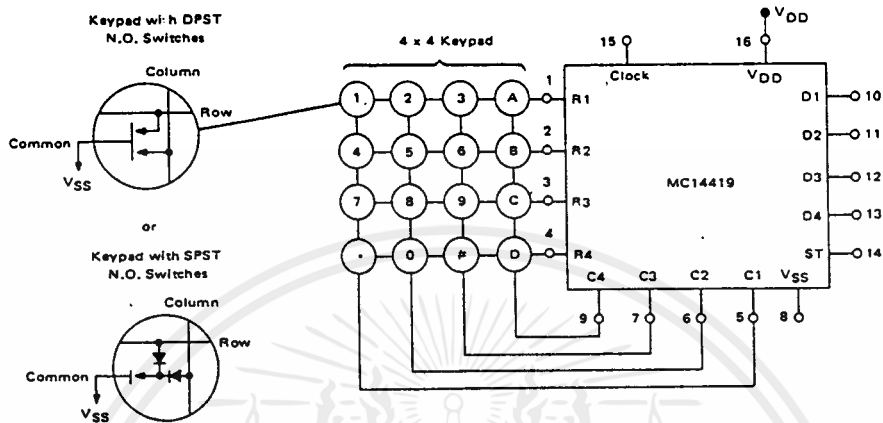 Keypad with DPST
N.O. Switches
Column
Row
Common
VSS
or
Keypad with SPST
N.O. Switches
Column
Row
Common
VSS
4 x 4 Keypad
1 2 3 A
4 5 6 B
7 8 9 C
0 # D
1
2
3
4
R1
R2
R3
R4
15
Clock
VDD
16
VDD
MC14419
D1 10
D2 11
D3 12
D4 13
ST 14
C4 C3 C2 C1 VSS
9 7 6 5 8